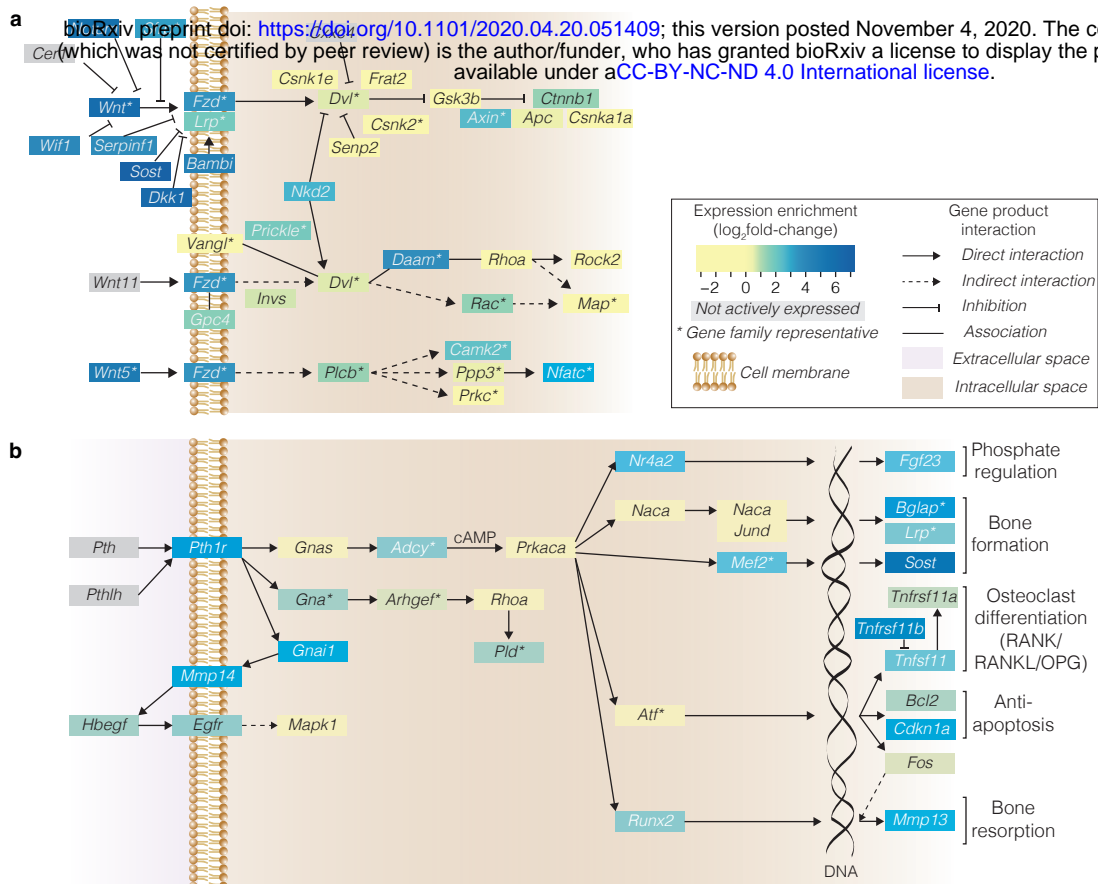 a
bioRxiv preprint doi: https://doi.org/10.1101/2020.04.20.051409; this version posted November 4, 2020. The
(which was not certified by peer review) is the author/funder, who has granted bioRxiv a license to display the
available under aCC-BY-NC-ND 4.0 International license.
Csnk1e
Frat2
Wnt*
Fzd*
Dvl*
Gsk3b
Ctnnb1
Lrp*
Axin*
Apc
Csnka1a
Csnk2*
Wif1
Serpinf1
Senp2
Sost
Bambi
Dkk1
Nkd2
Prickle*
Vangl*
Daam*
Rhoa
Rock2
Wnt11
Fzd*
Dvl*
Invs
Rac*
Map*
Gpc4
Camk2*
Wnt5*
Fzd*
Plcb*
Ppp3*
Nfatc*
Prkc*
Expression enrichment
(log2fold-change)
−2 0 2 4 6
Not actively expressed
* Gene family representative
Cell membrane
Gene product
interaction
Direct interaction
Indirect interaction
Inhibition
Association
Extracellular space
Intracellular space
b
Nr4a2
Fgf23
Phosphate
regulation
Naca
Naca
Jund
Bglap*
Lrp*
Bone
formation
Pth
Pth1r
Gnas
Adcy*
cAMP
Prkaca
Mef2*
Sost
Pthlh
Gna*
Arhgef*
Rhoa
Tnfrsf11a
Tnfrsf11b
Tnfsf11
Osteoclast
differentiation
(RANK/
RANKL/OPG)
Gnai1
Pld*
Mmp14
Hbegf
Egfr
Mapk1
Atf*
Bcl2
Cdkn1a
Anti-
apoptosis
Fos
Runx2
Mmp13
Bone
resorption
DNA